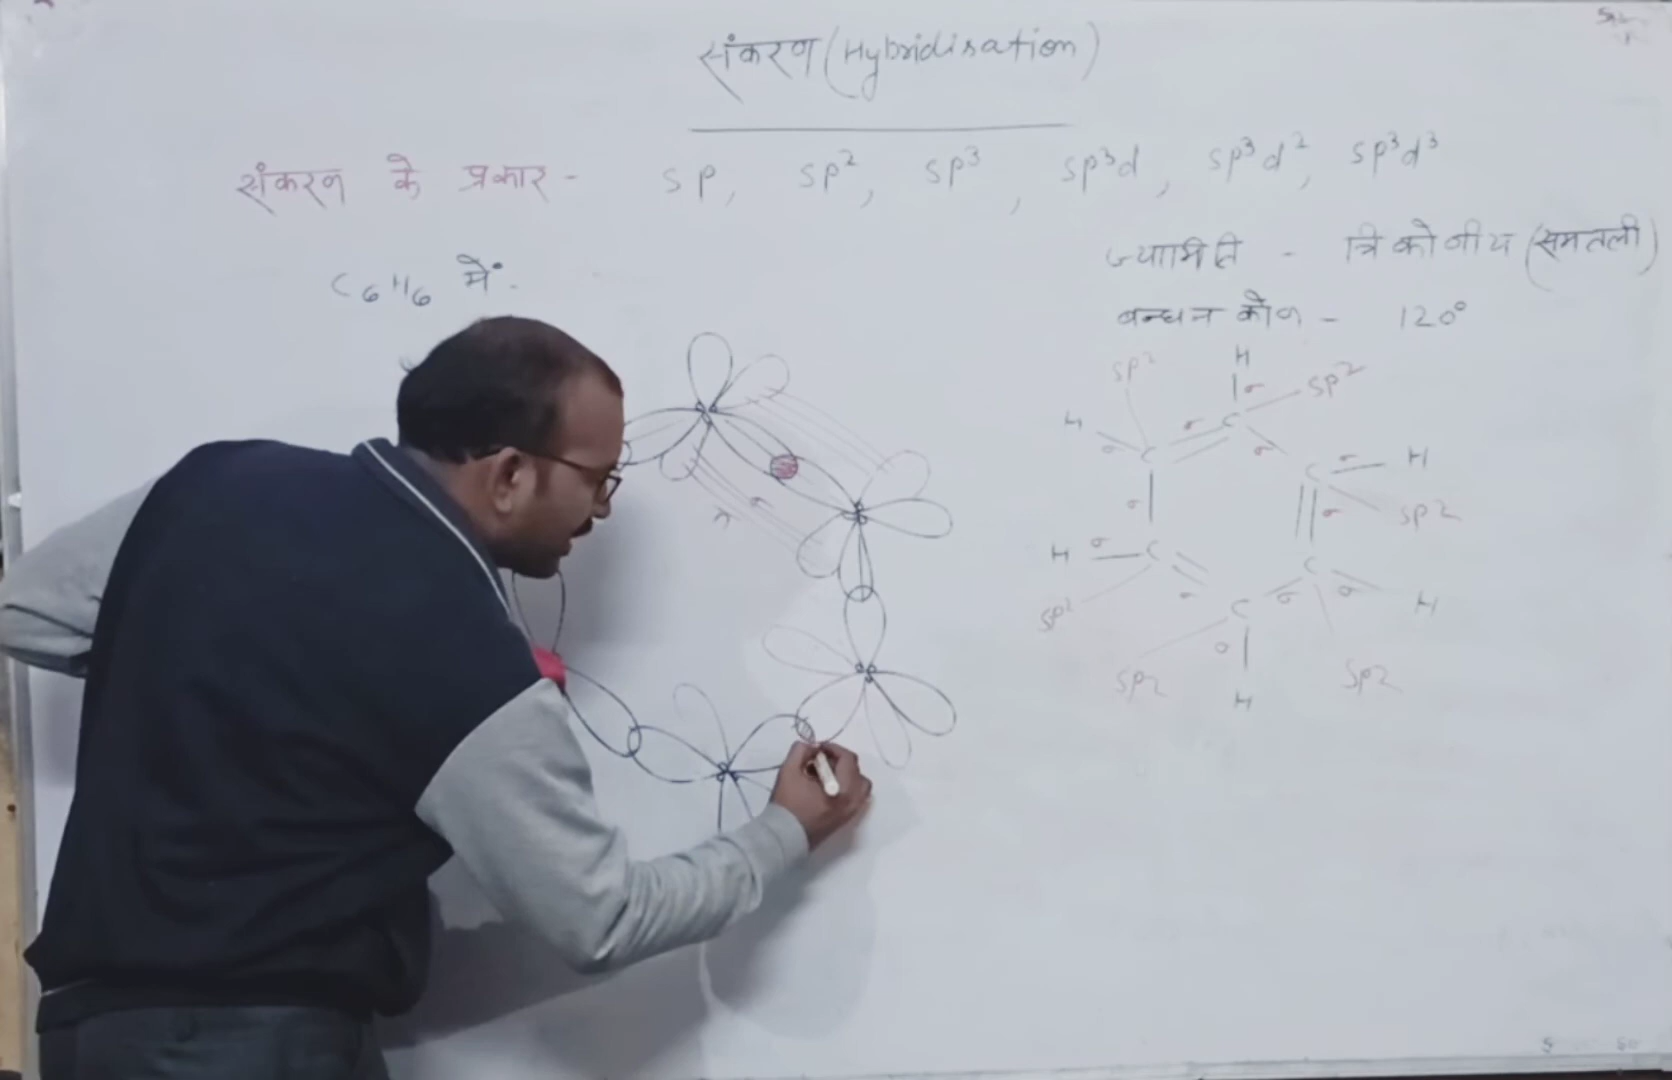 संकरण (Hybridisation)
संकरण के प्रकार - sp, sp², sp³, sp³d, sp³d², sp³d³
ज्यामिति - त्रिकोनीय (समतली)
C6H6 में.
बन्धन कोण - 120°
sp² H sp²
σ
H σ C σ C σ
C σ H
σ σ sp2
π σ
H σ C C
sp² σ C σ σ H
σ
sp2 H sp2